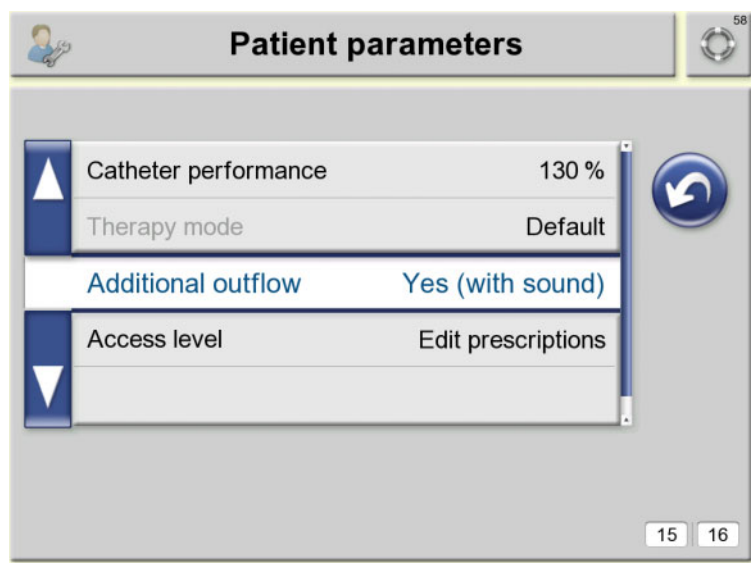 Patient parameters
58
Catheter performance 130 %
Therapy mode Default
Additional outflow Yes (with sound)
Access level Edit prescriptions
15 16